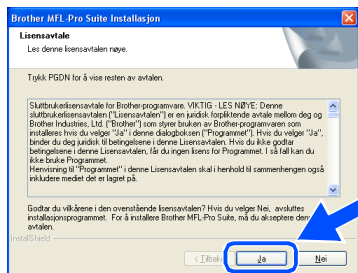 Brother MFL-Pro Suite Installasjon
Lisensavtale
Les denne lisensavtalen nøye.
Trykk PGDN for å vise resten av avtalen.
Sluttbrukerlisensavtale for Brother-programvare. VIKTIG - LES NØYE: Denne
sluttbrukerlisensavtalen ("Lisensavtalen") er en juridisk forpliktende avtale mellom deg og
Brother Industries, Ltd. ("Brother") som styrer bruken av Brother-programvaren som
installeres hvis du velger "Ja" i denne dialogboksen ("Programmet"). Hvis du velger "Ja",
binder du deg juridisk til betingelsene i denne Lisensavtalen. Hvis du ikke godtar
betingelsene i denne Lisensavtalen, får du ingen lisens for Programmet. I så fall kan du
ikke bruke Programmet.
Henvisning til "Programmet" i denne Lisensavtalen skal i henhold til sammenhengen også
inkludere mediet det er lagret på.
Godtar du vilkårene i den ovenstående lisensavtalen? Hvis du velger Nei, avsluttes
installasjonsprogrammet. For å installere Brother MFL-Pro Suite, må du akseptere denne
avtalen.
InstallShield
< Tilbake
Ja
Nei